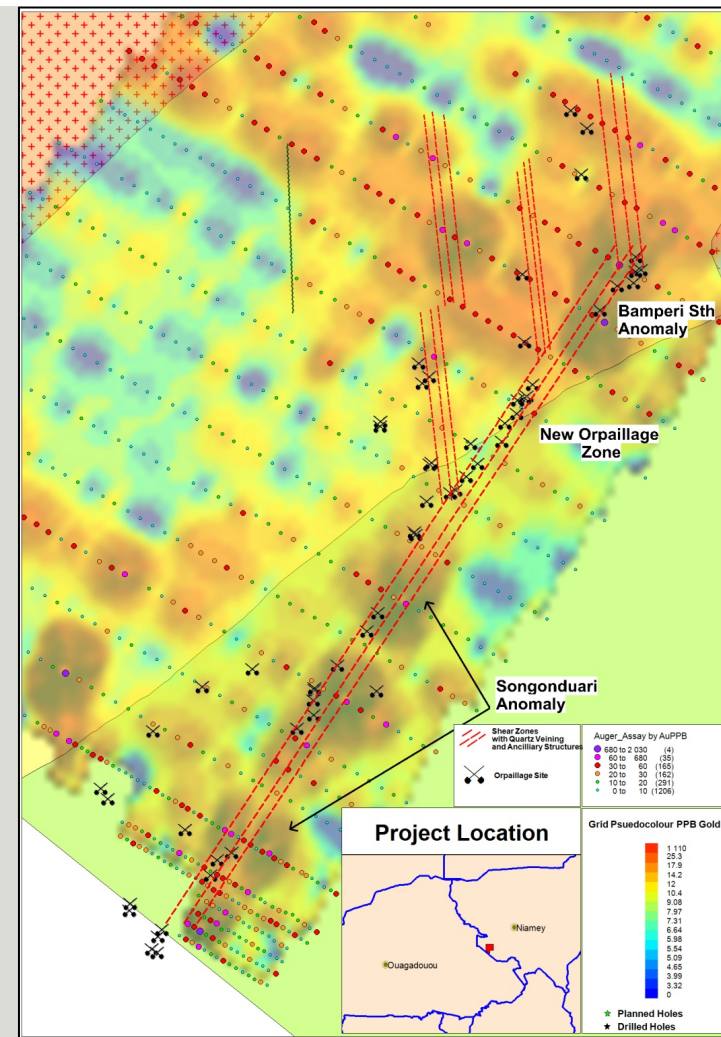 Bamperi Sth
Anomaly
New Orpaillage
Zone
Songonduari
Anomaly
Shear Zones
with Quartz Veining
and Ancilliary Structures
Orpaillage Site
Auger_Assay by AuPPB
680 to 2 030 (4)
60 to 680 (35)
30 to 60 (165)
20 to 30 (162)
10 to 20 (291)
0 to 10 (1206)
Project Location
Niamey
Ouagadouou
Grid Psuedocolour PPB Gold
1 110
25.3
17.9
14.2
12
10.4
9.08
7.97
7.31
6.64
5.98
5.54
5.09
4.65
3.99
3.32
0
Planned Holes
Drilled Holes